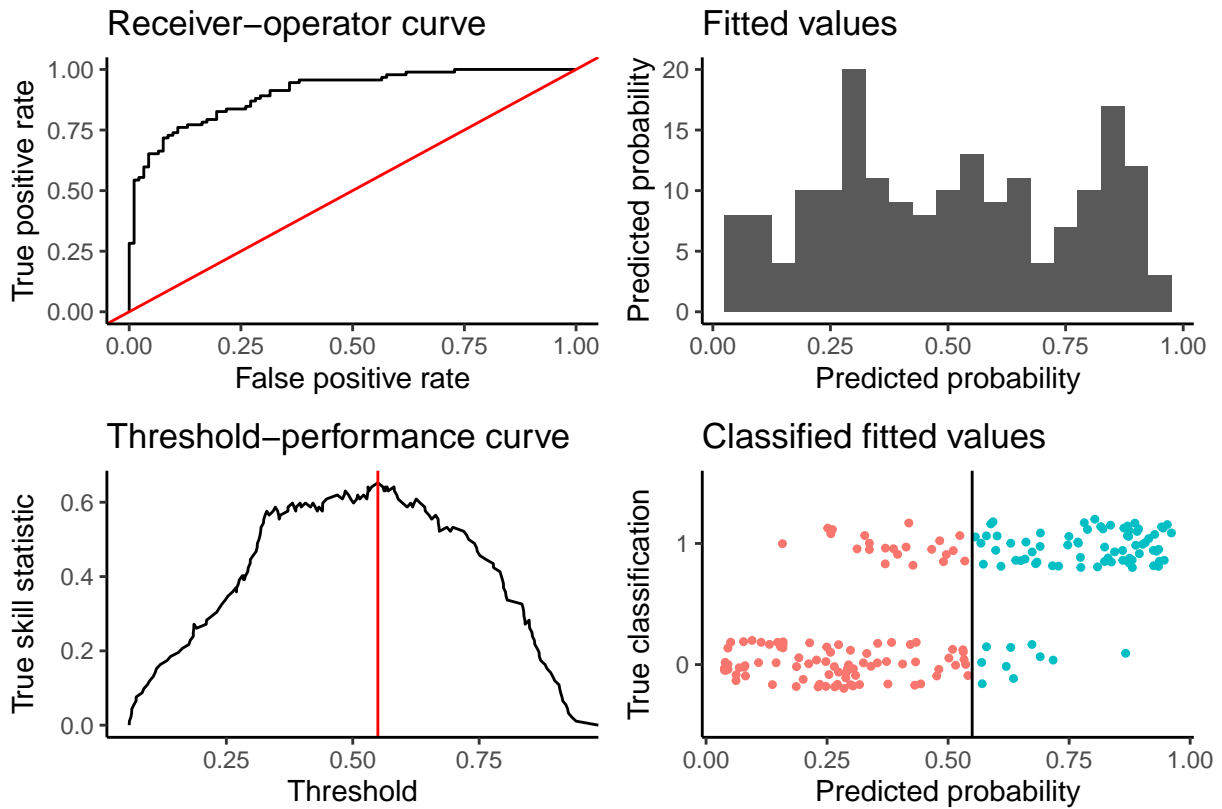 Receiver−operator curve
True positive rate
1.00
0.75
0.50
0.25
0.00
0.00 0.25 0.50 0.75 1.00
False positive rate
Fitted values
Predicted probability
20
15
10
5
0
0.00 0.25 0.50 0.75 1.00
Predicted probability
Threshold−performance curve
True skill statistic
0.6
0.4
0.2
0.0
0.25 0.50 0.75
Threshold
Classified fitted values
True classification
1
0
0.00 0.25 0.50 0.75 1.00
Predicted probability